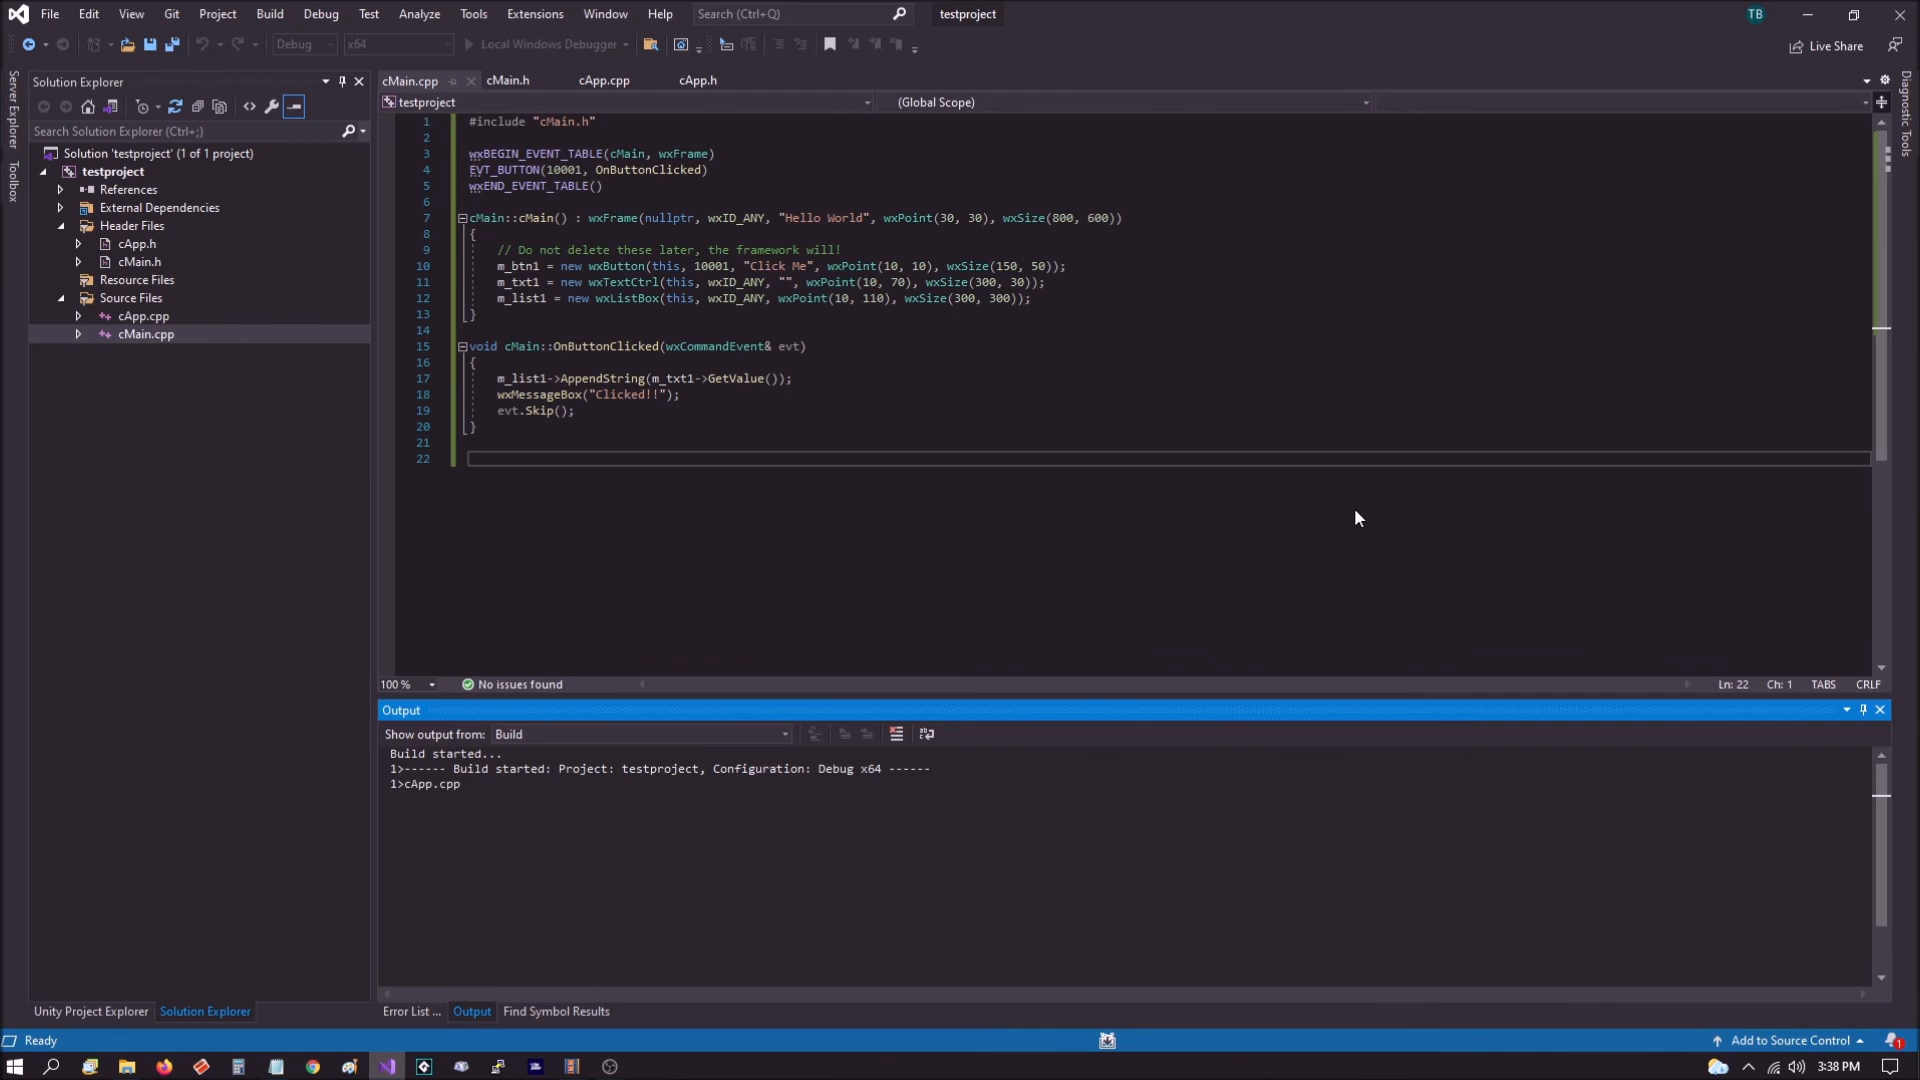 File Edit View Git Project Build Debug Test Analyze Tools Extensions Window Help Search (Ctrl+Q) testproject TB
Debug x64 Local Windows Debugger Live Share
Server Explorer
Toolbox
Solution Explorer
Search Solution Explorer (Ctrl+;)
Solution 'testproject' (1 of 1 project)
testproject
References
External Dependencies
Header Files
cApp.h
cMain.h
Resource Files
Source Files
cApp.cpp
cMain.cpp
Unity Project Explorer Solution Explorer
cMain.cpp cMain.h cApp.cpp cApp.h
testproject (Global Scope)
1 #include "cMain.h"
2
3 wxBEGIN_EVENT_TABLE(cMain, wxFrame)
4 EVT_BUTTON(10001, OnButtonClicked)
5 wxEND_EVENT_TABLE()
6
7 cMain::cMain() : wxFrame(nullptr, wxID_ANY, "Hello World", wxPoint(30, 30), wxSize(800, 600))
8 {
9 // Do not delete these later, the framework will!
10 m_btn1 = new wxButton(this, 10001, "Click Me", wxPoint(10, 10), wxSize(150, 50));
11 m_txt1 = new wxTextCtrl(this, wxID_ANY, "", wxPoint(10, 70), wxSize(300, 30));
12 m_list1 = new wxListBox(this, wxID_ANY, wxPoint(10, 110), wxSize(300, 300));
13 }
14
15 void cMain::OnButtonClicked(wxCommandEvent& evt)
16 {
17 m_list1->AppendString(m_txt1->GetValue());
18 wxMessageBox("Clicked!!");
19 evt.Skip();
20 }
21
22
100 % No issues found Ln: 22 Ch: 1 TABS CRLF
Output
Show output from: Build
Build started...
1>------ Build started: Project: testproject, Configuration: Debug x64 ------
1>cApp.cpp
Error List ... Output Find Symbol Results
Diagnostic Tools
Ready Add to Source Control 1
3:38 PM